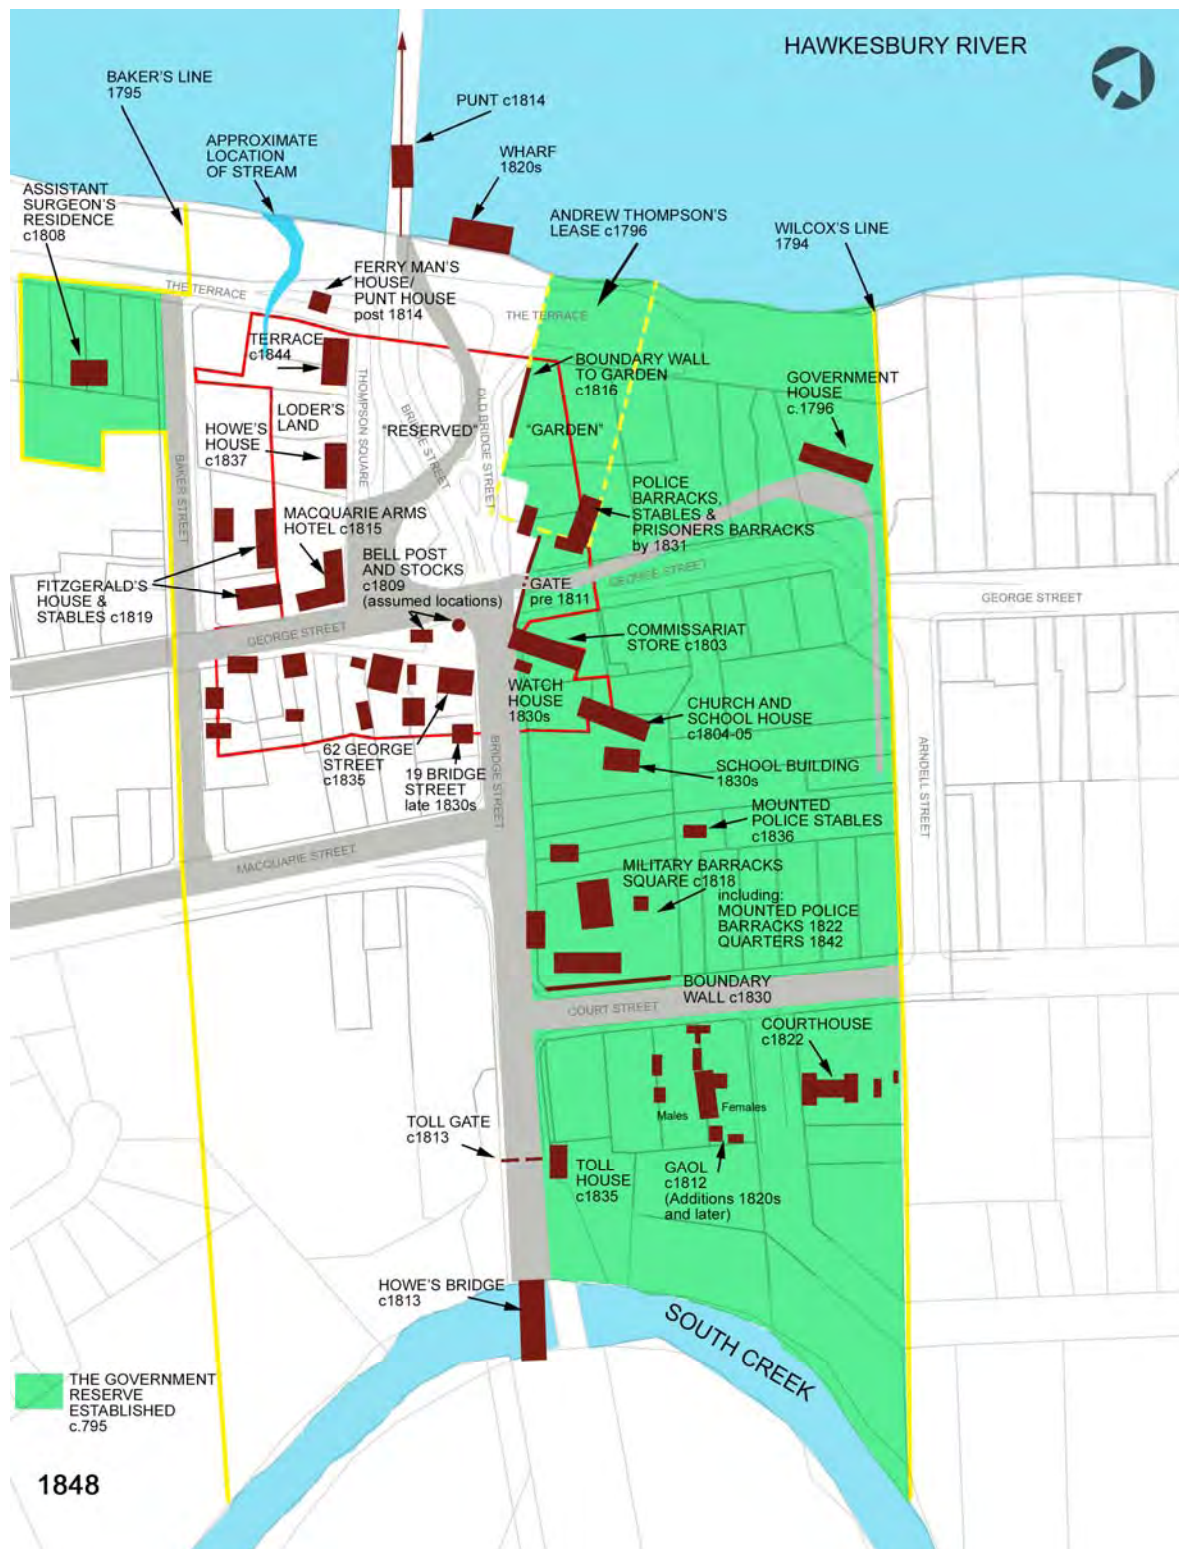 HAWKESBURY RIVER
BAKER'S LINE
1795
PUNT c1814
APPROXIMATE
LOCATION
OF STREAM
WHARF
1820s
ASSISTANT
SURGEON'S
RESIDENCE
c1808
ANDREW THOMPSON'S
LEASE c1796
WILCOX'S LINE
1794
FERRY MAN'S
HOUSE/
PUNT HOUSE
post 1814
THE TERRACE
THE TERRACE
TERRACE
c1844
BOUNDARY WALL
TO GARDEN
c1816
GOVERNMENT
HOUSE
c.1796
THOMPSON SQUARE
BRIDGE STREET
OLD BRIDGE STREET
LODER'S
LAND
"RESERVED"
"GARDEN"
HOWE'S
HOUSE
c1837
BAKER STREET
POLICE
BARRACKS,
STABLES &
PRISONERS BARRACKS
by 1831
MACQUARIE ARMS
HOTEL c1815
BELL POST
AND STOCKS
c1809
(assumed locations)
GEORGE STREET
GATE
pre 1811
FITZGERALD'S
HOUSE &
STABLES c1819
GEORGE STREET
GEORGE STREET
COMMISSARIAT
STORE c1803
WATCH
HOUSE
1830s
CHURCH AND
SCHOOL HOUSE
c1804-05
62 GEORGE
STREET
c1835
19 BRIDGE
STREET
late 1830s
BRIDGE STREET
SCHOOL BUILDING
1830s
ARNDELL STREET
MOUNTED
POLICE STABLES
c1836
MACQUARIE STREET
MILITARY BARRACKS
SQUARE c1818
including:
MOUNTED POLICE
BARRACKS 1822
QUARTERS 1842
BOUNDARY
WALL c1830
COURT STREET
COURTHOUSE
c1822
Males
Females
TOLL GATE
c1813
TOLL
HOUSE
c1835
GAOL
c1812
(Additions 1820s
and later)
HOWE'S BRIDGE
c1813
SOUTH CREEK
THE GOVERNMENT
RESERVE
ESTABLISHED
c.795
1848